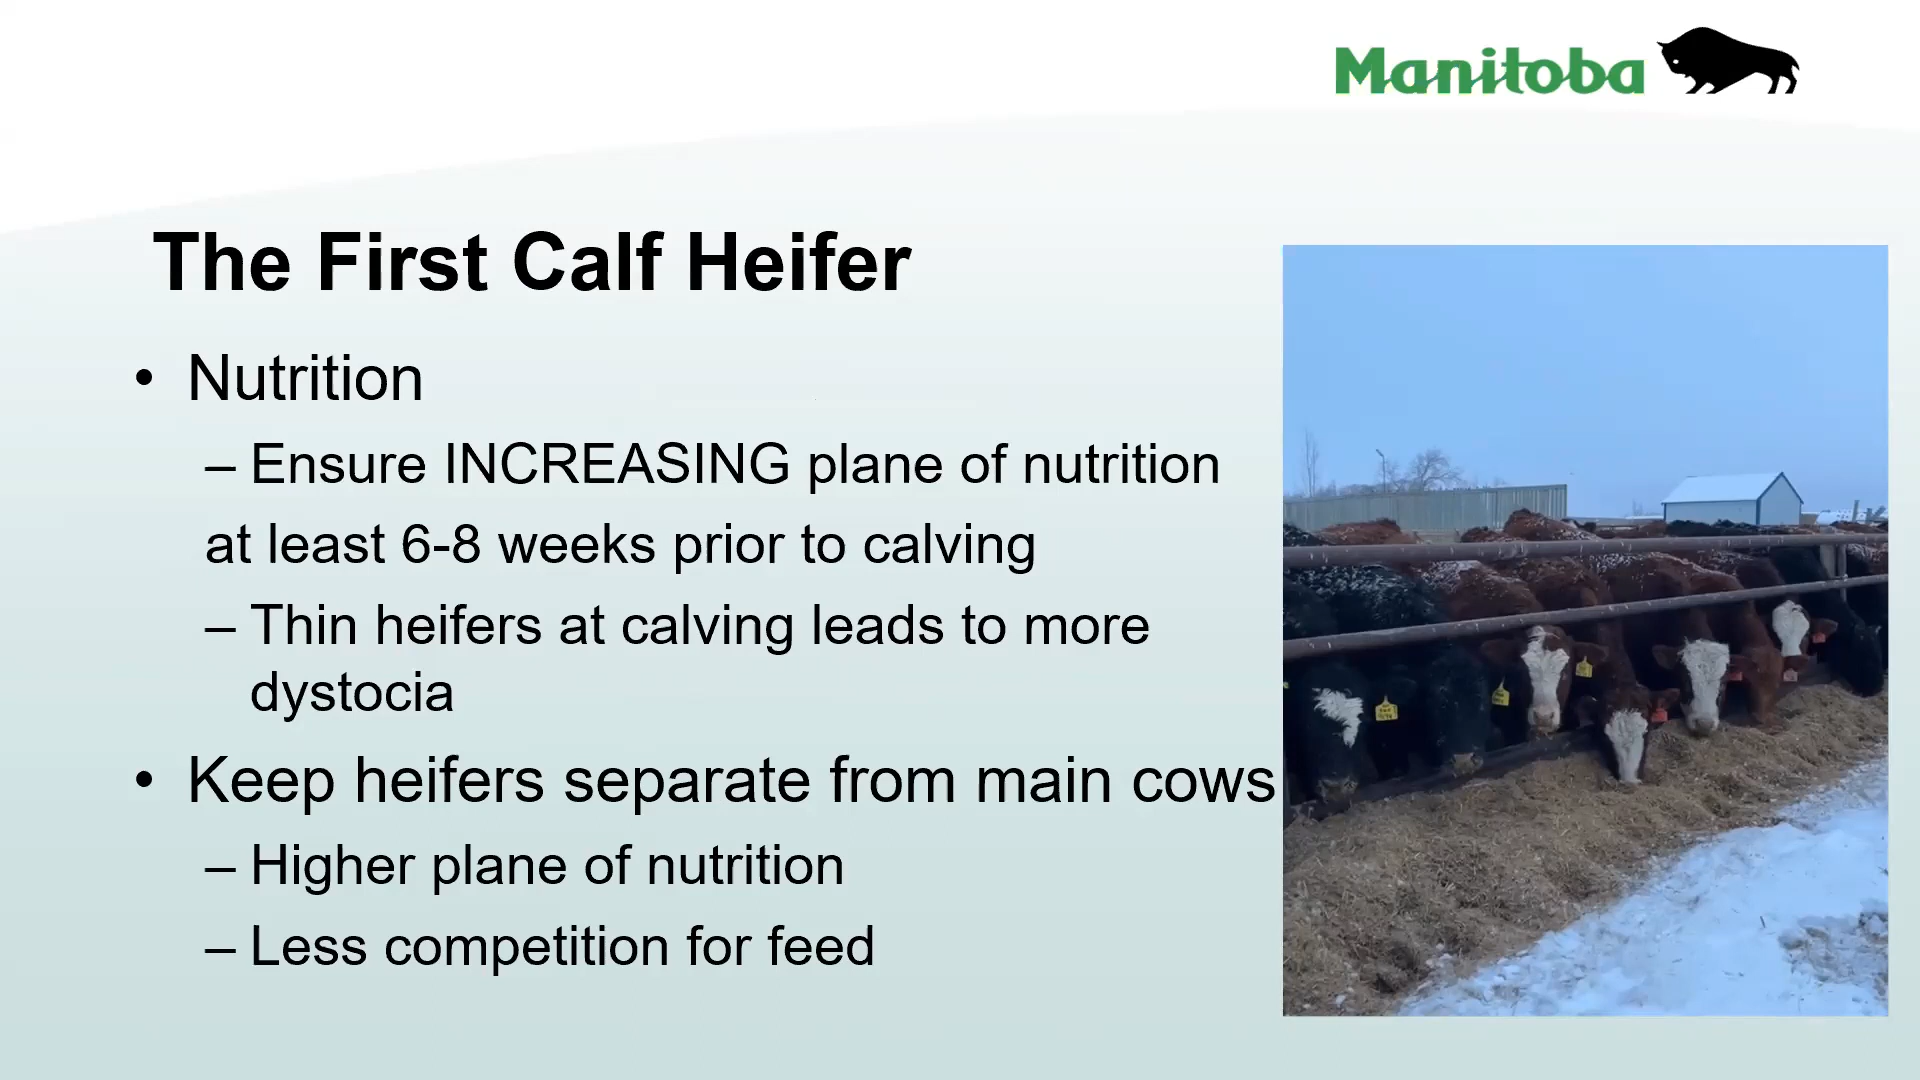 Manitoba
The First Calf Heifer
• Nutrition
– Ensure INCREASING plane of nutrition
at least 6-8 weeks prior to calving
– Thin heifers at calving leads to more
dystocia
• Keep heifers separate from main cows
– Higher plane of nutrition
– Less competition for feed